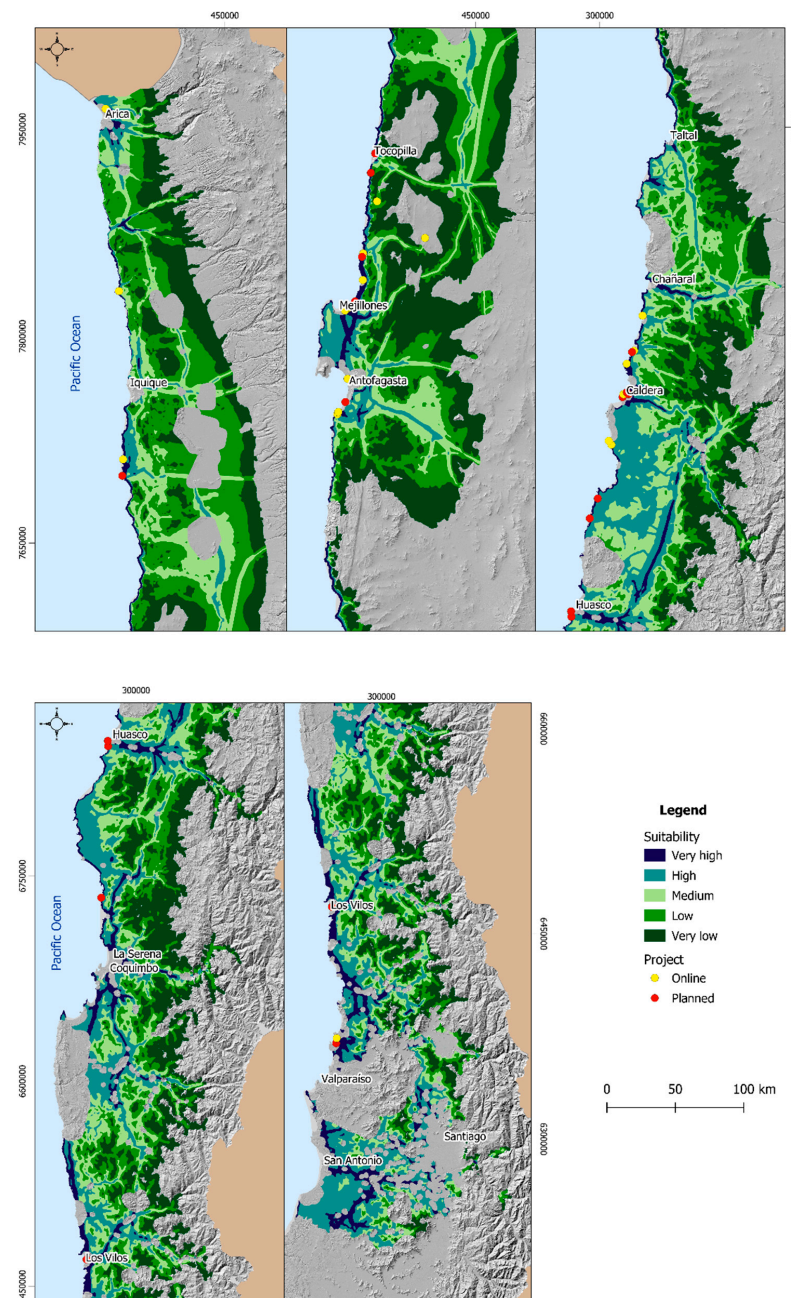 450000
450000
300000
Arica
7950000
Tocopilla
Taltal
Chañaral
Mejillones
Pacific Ocean
7800000
Iquique
Antofagasta
Caldera
7650000
Huasco
300000
300000
Huasco
6600000
Legend
Suitability
Very high
High
Medium
Low
Very low
Project
Online
Planned
6750000
Los Vilos
6450000
Pacific Ocean
La Serena
Coquimbo
6600000
Valparaíso
0 50 100 km
Santiago
6300000
San Antonio
Los Vilos
450000